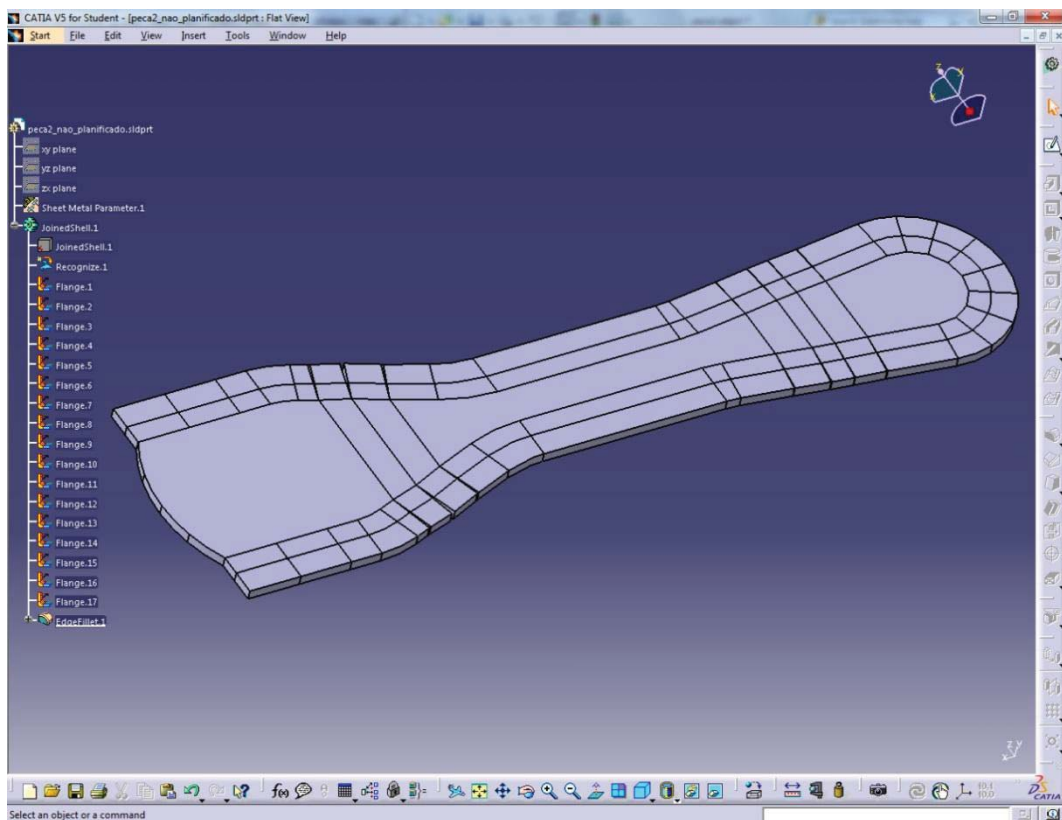 CATIA V5 for Student - [peca2_nao_planificado.sldprt : Flat View]
Start File Edit View Insert Tools Window Help
peca2_nao_planificado.sldprt
xy plane
yz plane
zx plane
Sheet Metal Parameter.1
JoinedShell.1
JoinedShell.1
Recognize.1
Flange.1
Flange.2
Flange.3
Flange.4
Flange.5
Flange.6
Flange.7
Flange.8
Flange.9
Flange.10
Flange.11
Flange.12
Flange.13
Flange.14
Flange.15
Flange.16
Flange.17
EdgeFillet.1
f(x)
CATIA
Select an object or a command